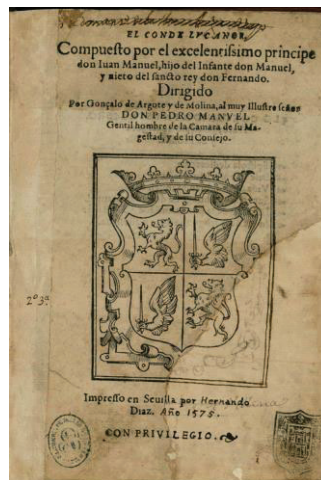 EL CONDE LVCANOR,
Compuesto por el excelentissimo principe
don Iuan Manuel, hijo del Infante don Manuel,
y nieto del sancto rey don Fernando.
Dirigido
Por Gonçalo de Argote y de Molina, al muy Illustre señor
DON PEDRO MANVEL
Gentil hombre de la Camara de su Ma-
gestad, y de su Consejo.
2º 3ª
Impresso en Seuilla por Hernando
Diaz. Año 1575.
CON PRIVILEGIO.